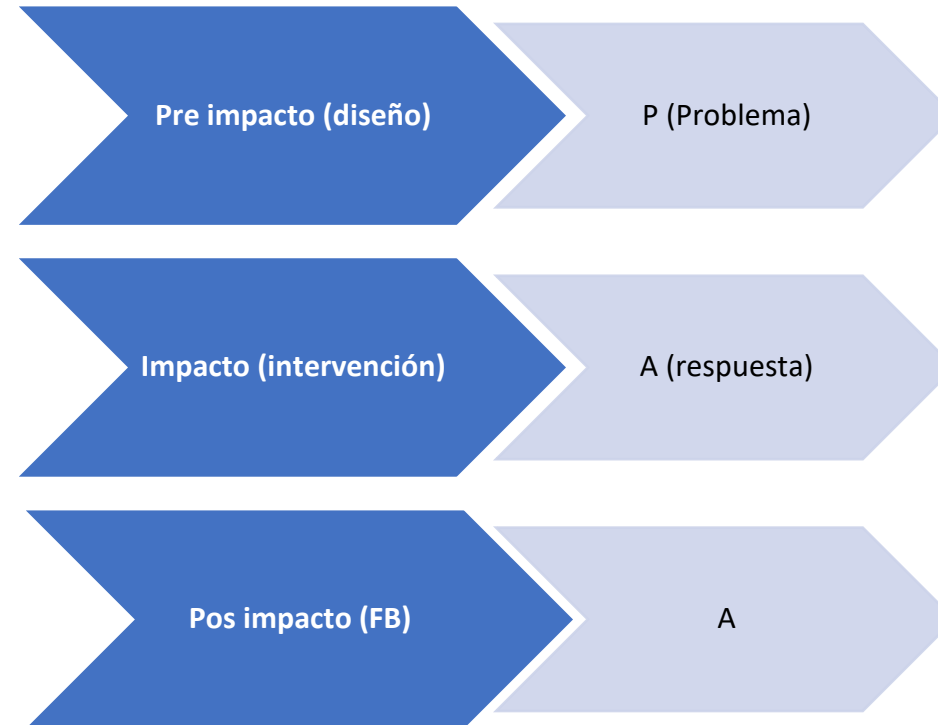 Pre impacto (diseño)
P (Problema)
Impacto (intervención)
A (respuesta)
Pos impacto (FB)
A